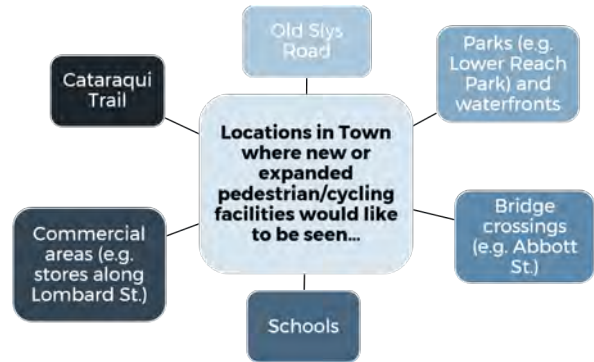 Old Slys
Road
Parks (e.g.
Lower Reach
Park) and
waterfronts
Cataraqui
Trail
Locations in Town
where new or
expanded
pedestrian/cycling
facilities would like
to be seen...
Bridge
crossings
(e.g. Abbott
St.)
Commercial
areas (e.g.
stores along
Lombard St.)
Schools